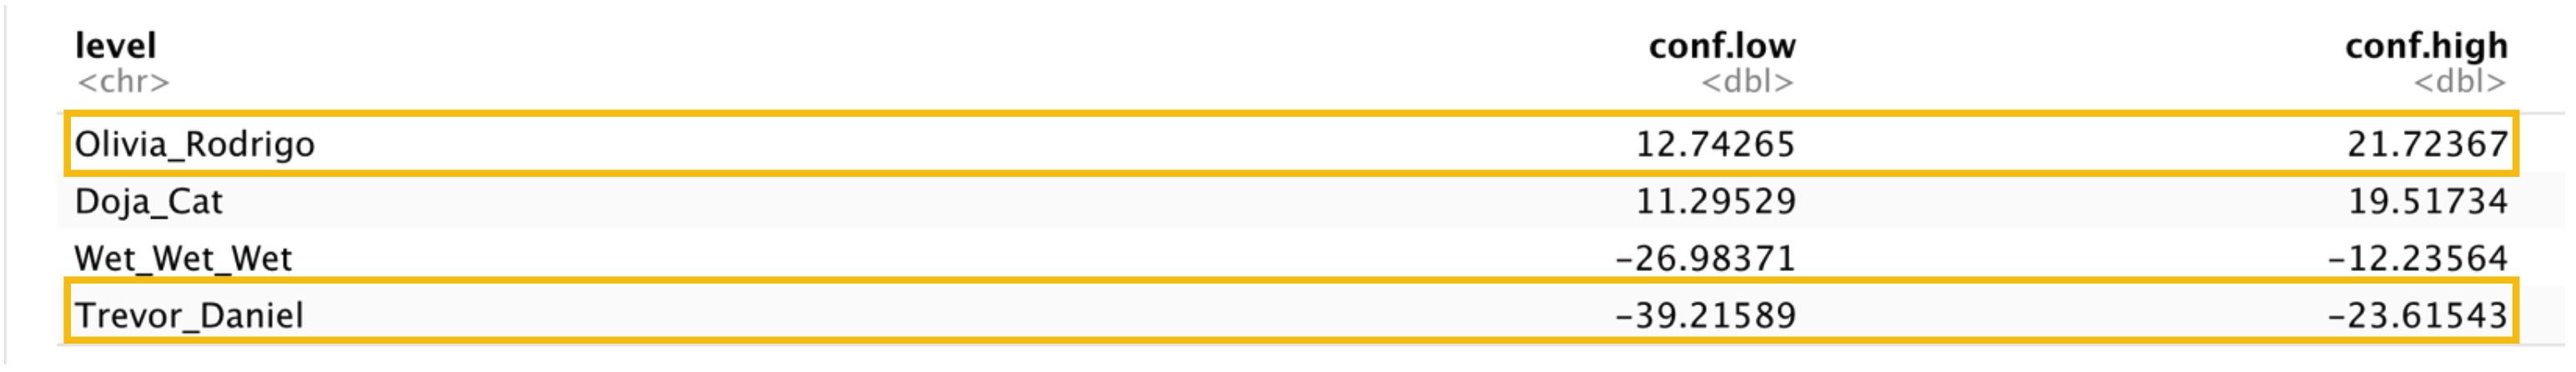 level conf.low conf.high
<chr> <dbl> <dbl>
Olivia_Rodrigo 12.74265 21.72367
Doja_Cat 11.29529 19.51734
Wet_Wet_Wet -26.98371 -12.23564
Trevor_Daniel -39.21589 -23.61543